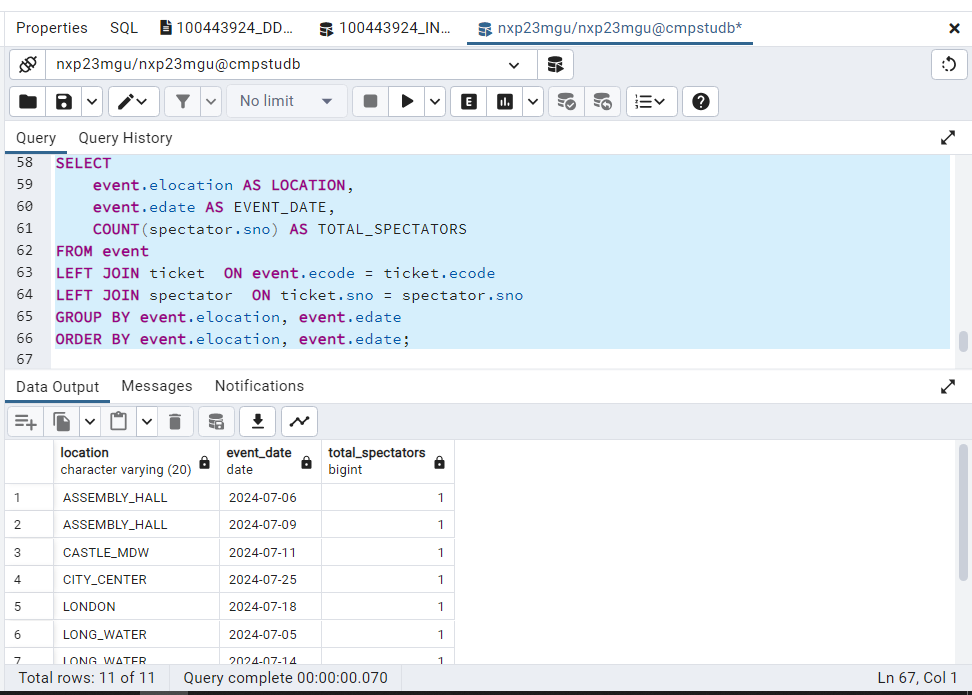 Properties SQL 100443924_DD... 100443924_IN... nxp23mgu/nxp23mgu@cmpstudb*
nxp23mgu/nxp23mgu@cmpstudb
No limit E
Query Query History
58 SELECT
59 event.elocation AS LOCATION,
60 event.edate AS EVENT_DATE,
61 COUNT(spectator.sno) AS TOTAL_SPECTATORS
62 FROM event
63 LEFT JOIN ticket ON event.ecode = ticket.ecode
64 LEFT JOIN spectator ON ticket.sno = spectator.sno
65 GROUP BY event.elocation, event.edate
66 ORDER BY event.elocation, event.edate;
67
Data Output Messages Notifications
location event_date total_spectators
character varying (20) date bigint
1 ASSEMBLY_HALL 2024-07-06 1
2 ASSEMBLY_HALL 2024-07-09 1
3 CASTLE_MDW 2024-07-11 1
4 CITY_CENTER 2024-07-25 1
5 LONDON 2024-07-18 1
6 LONG_WATER 2024-07-05 1
7 LONG_WATER 2024-07-14 1
Total rows: 11 of 11 Query complete 00:00:00.070 Ln 67, Col 1